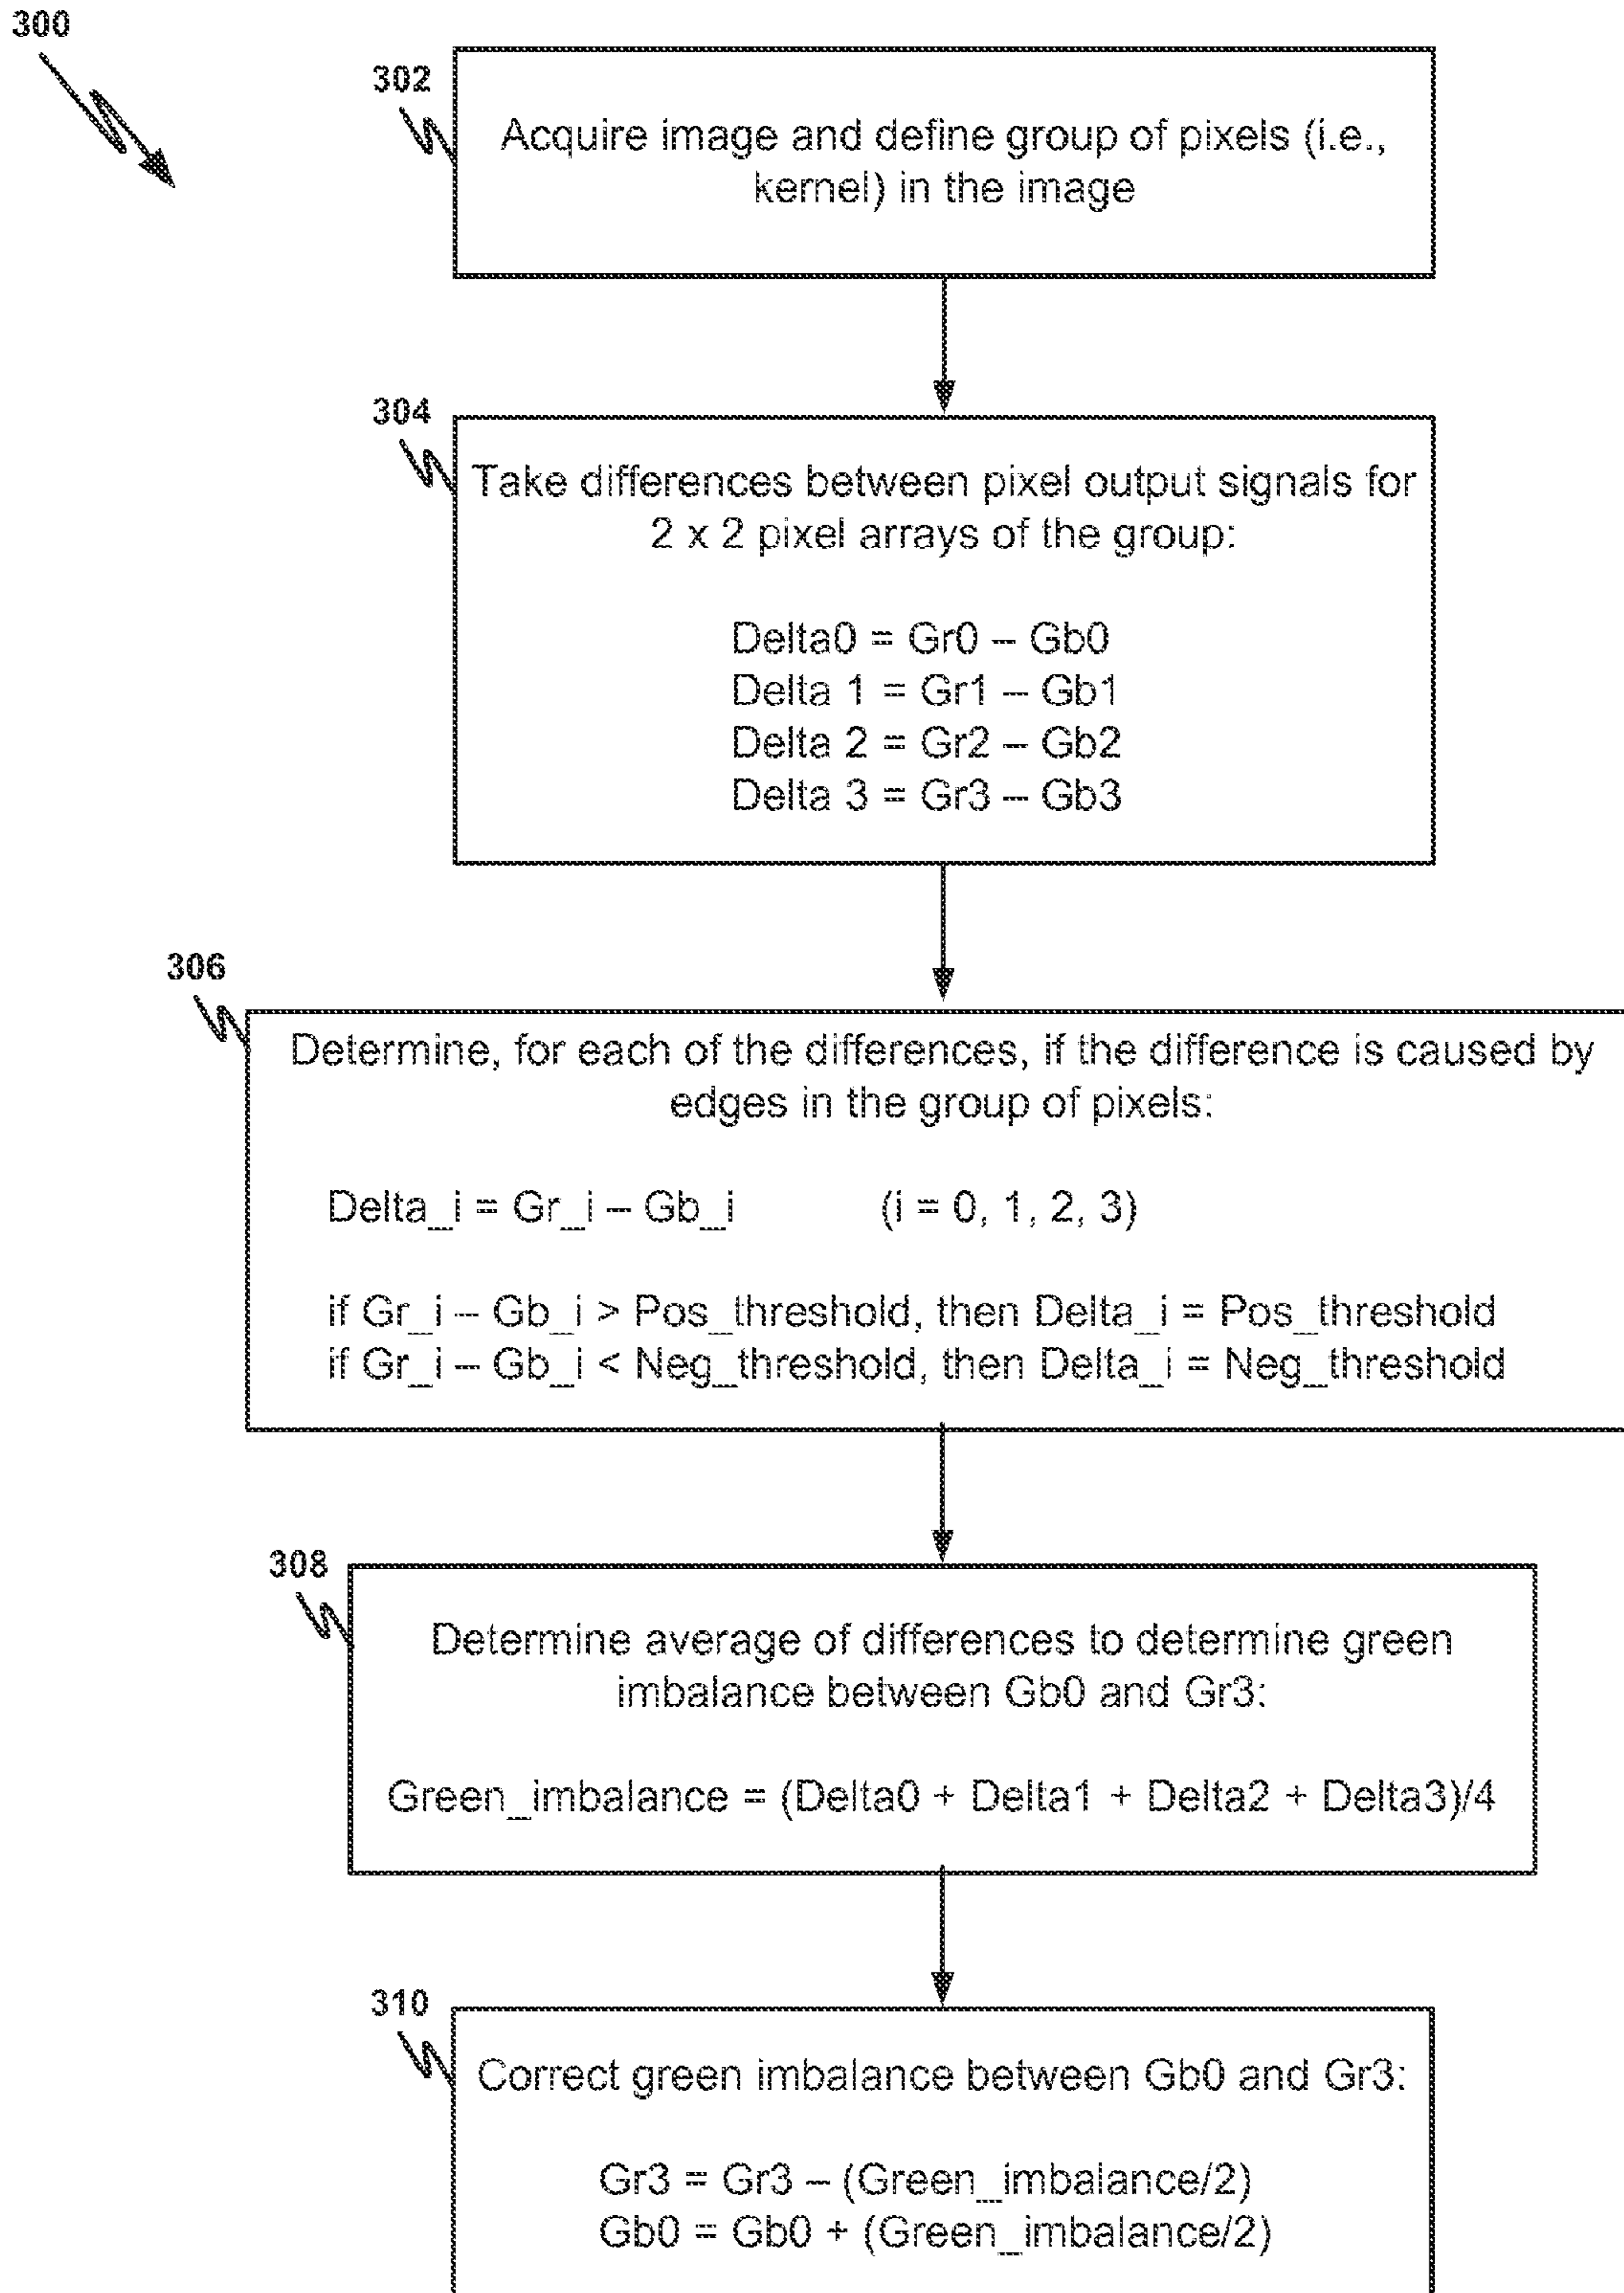 300
302
Acquire image and define group of pixels (i.e.,
kernel) in the image
304
Take differences between pixel output signals for
2 x 2 pixel arrays of the group:
Delta0 = Gr0 – Gb0
Delta 1 = Gr1 – Gb1
Delta 2 = Gr2 – Gb2
Delta 3 = Gr3 – Gb3
306
Determine, for each of the differences, if the difference is caused by
edges in the group of pixels:
Delta_i = Gr_i – Gb_i (i = 0, 1, 2, 3)
if Gr_i – Gb_i > Pos_threshold, then Delta_i = Pos_threshold
if Gr_i – Gb_i < Neg_threshold, then Delta_i = Neg_threshold
308
Determine average of differences to determine green
imbalance between Gb0 and Gr3:
Green_imbalance = (Delta0 + Delta1 + Delta2 + Delta3)/4
310
Correct green imbalance between Gb0 and Gr3:
Gr3 = Gr3 – (Green_imbalance/2)
Gb0 = Gb0 + (Green_imbalance/2)